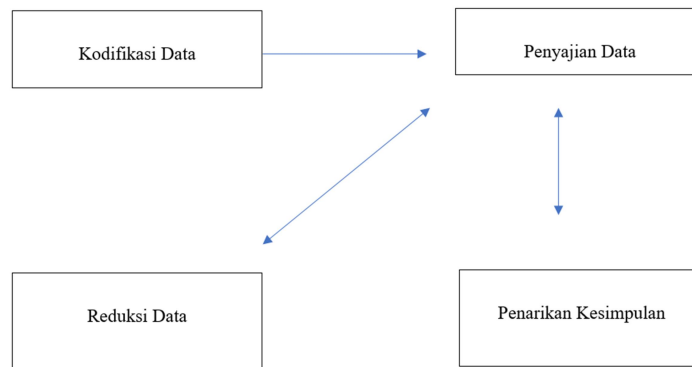 Kodifikasi Data
Penyajian Data
Reduksi Data
Penarikan Kesimpulan